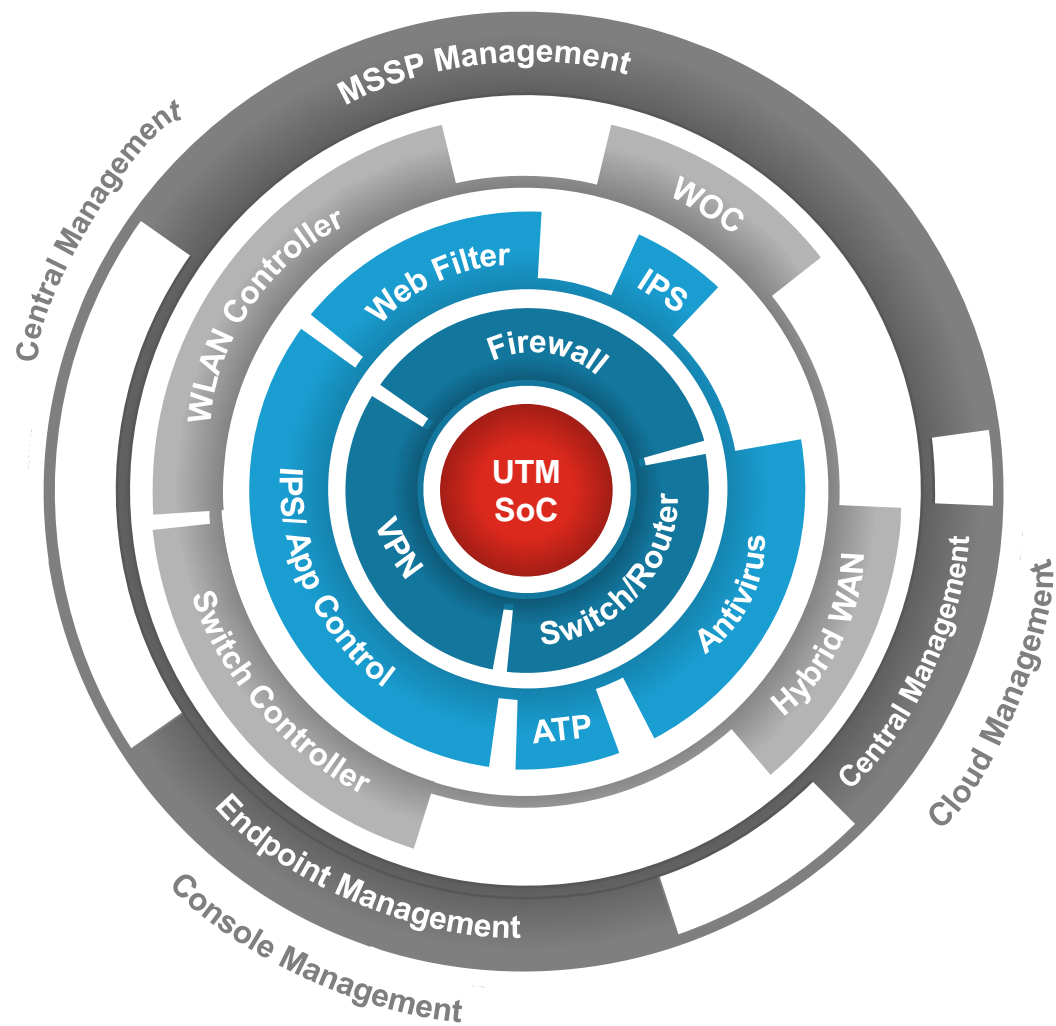 MSSP Management
Central Management
WLAN Controller
WOC
Web Filter
IPS
Firewall
UTM
SoC
IPS/ App Control
VPN
Switch/Router
Antivirus
Hybrid WAN
Central Management
Cloud Management
Switch Controller
ATP
Endpoint Management
Console Management